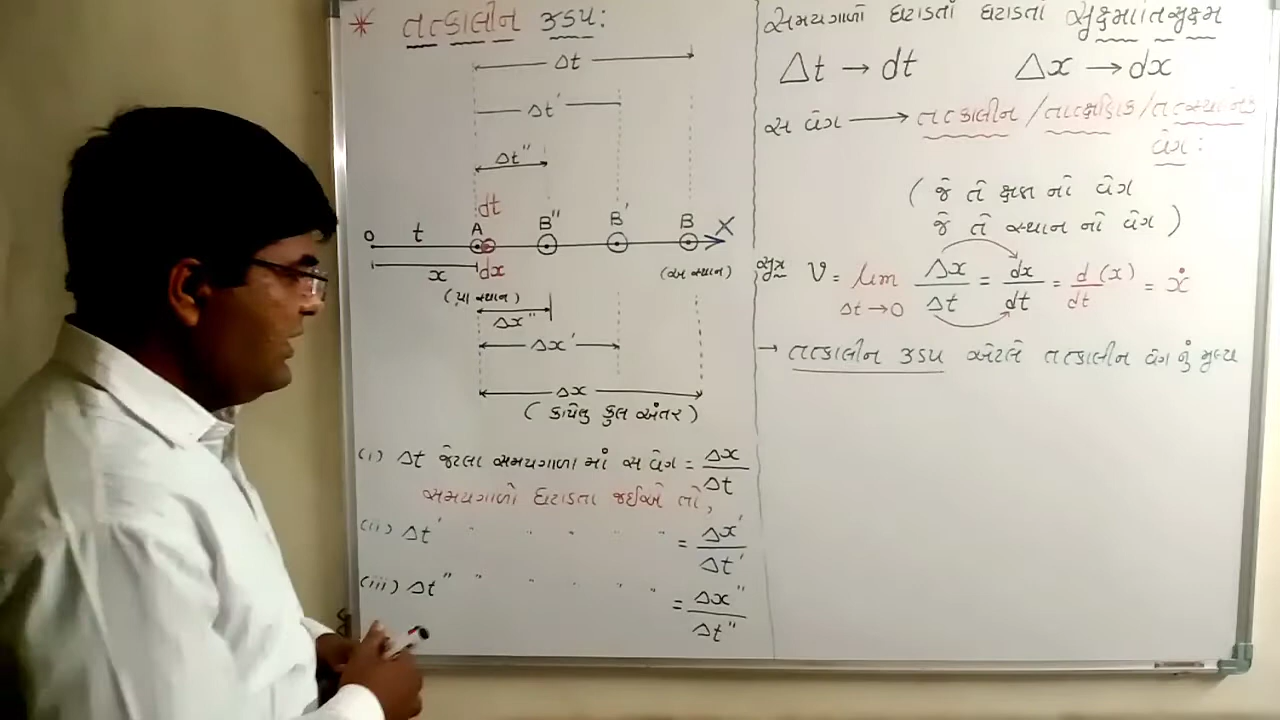 * તત્કાલીન ઝડપ:
Δt
Δt'
Δt"
dt
O t A B" B' B X
x dx
(પ્રા સ્થાન) (અં સ્થાન)
Δx"
Δx'
Δx
(કાપેલુ કુલ અંતર)
(i) Δt જેટલા સમયગાળા માં સ વેગ = Δx/Δt
સમયગાળો ઘટાડતા જઈએ તો,
(ii) Δt' " " " " " = Δx'/Δt'
(iii) Δt" " " " " " = Δx"/Δt"
સમયગાળો ઘટાડતાં ઘટાડતાં સુક્ષ્માતિસુક્ષ્મ
Δt → dt Δx → dx
સ વેગ → તત્કાલીન / તાત્ક્ષણિક / તત્સ્થાનિક
વેગ:
( જે તે ક્ષણ નો વેગ
જે તે સ્થાન નો વેગ )
સુત્ર v = lim Δt→0 Δx/Δt = dx/dt = d/dt (x) = ẋ
→ તત્કાલીન ઝડપ એટલે તત્કાલીન વેગ નું મુલ્ય